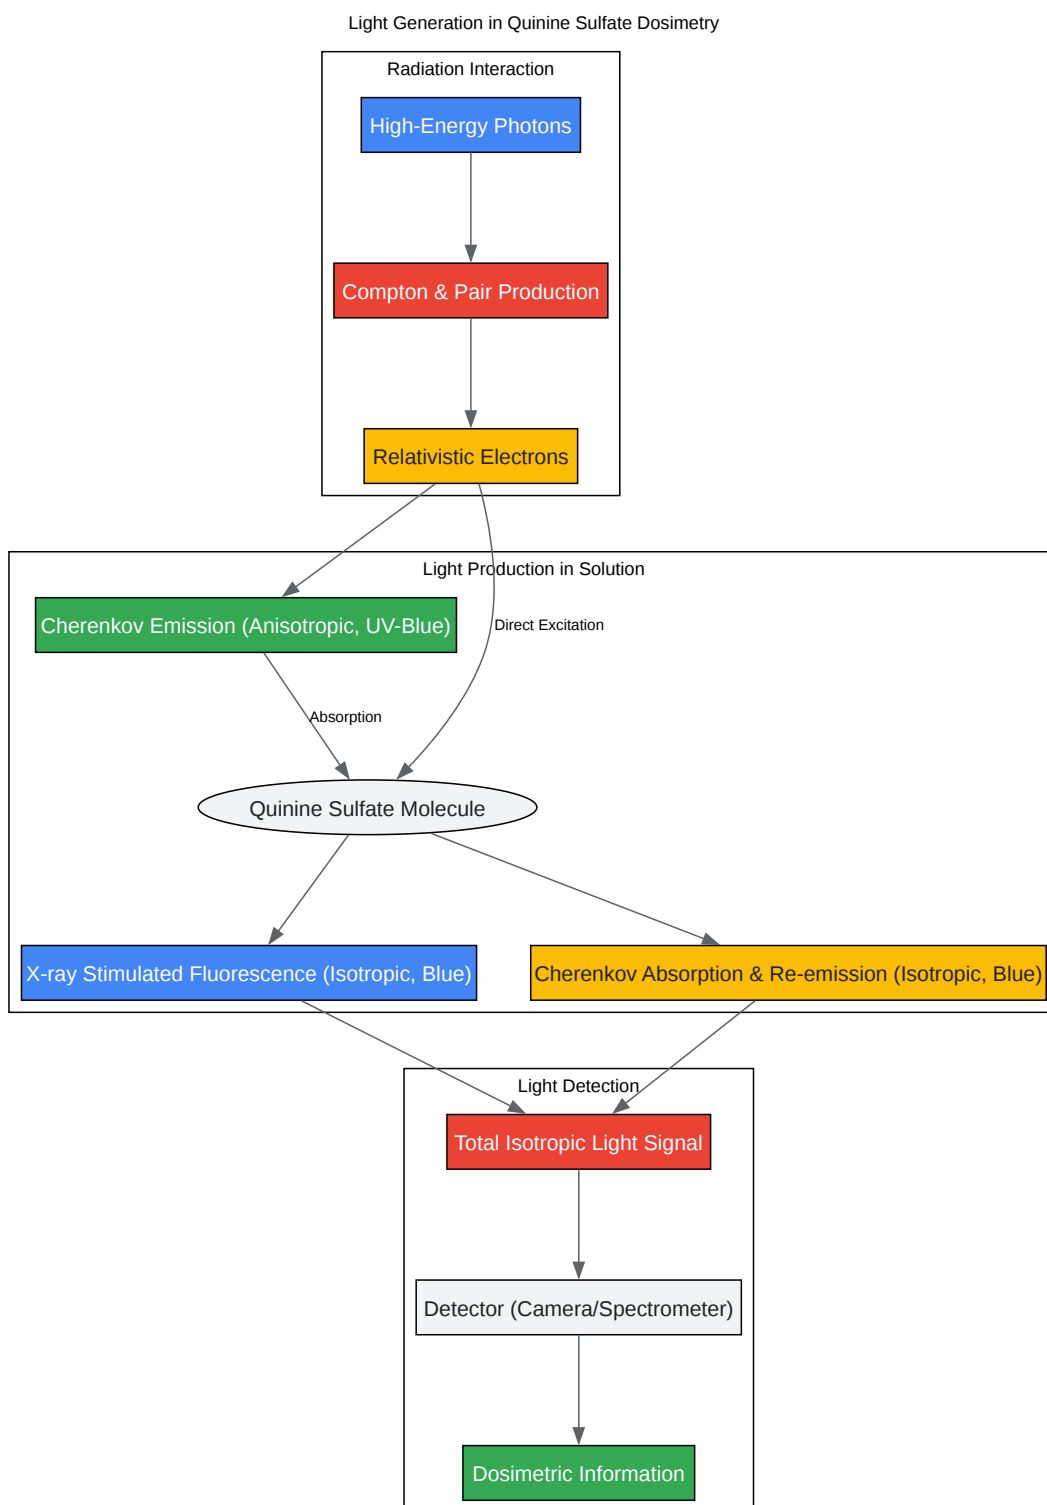 Light Generation in Quinine Sulfate Dosimetry
Radiation Interaction
High-Energy Photons
Compton & Pair Production
Relativistic Electrons
Light Production in Solution
Cherenkov Emission (Anisotropic, UV-Blue)
Direct Excitation
Absorption
Quinine Sulfate Molecule
X-ray Stimulated Fluorescence (Isotropic, Blue)
Cherenkov Absorption & Re-emission (Isotropic, Blue)
Light Detection
Total Isotropic Light Signal
Detector (Camera/Spectrometer)
Dosimetric Information